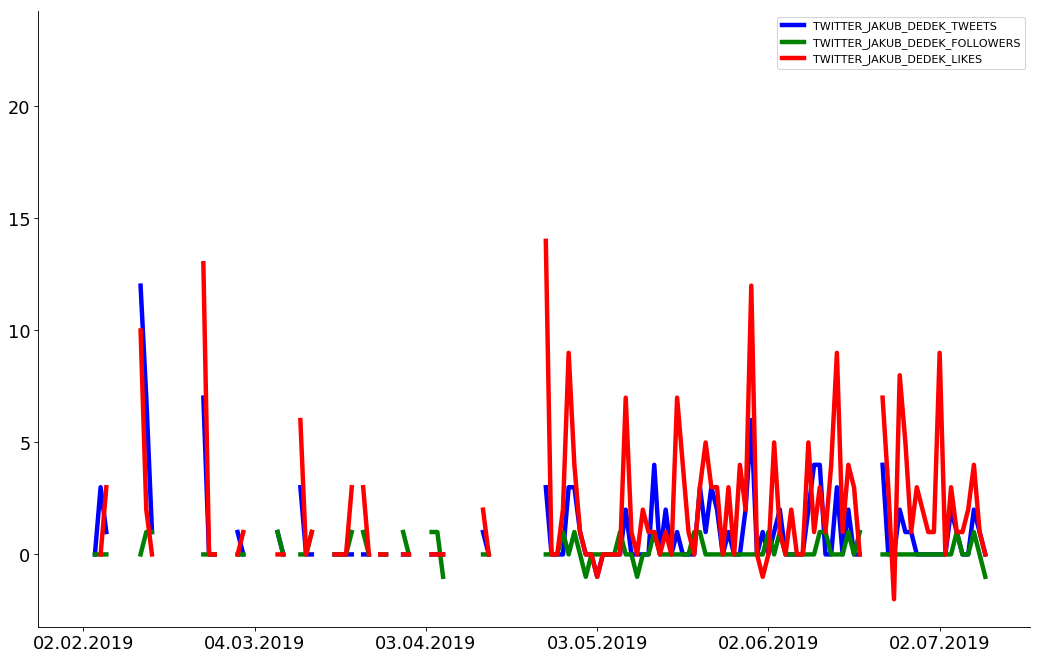 TWITTER_JAKUB_DEDEK_TWEETS
TWITTER_JAKUB_DEDEK_FOLLOWERS
TWITTER_JAKUB_DEDEK_LIKES
20
15
10
5
0
02.02.2019 04.03.2019 03.04.2019 03.05.2019 02.06.2019 02.07.2019